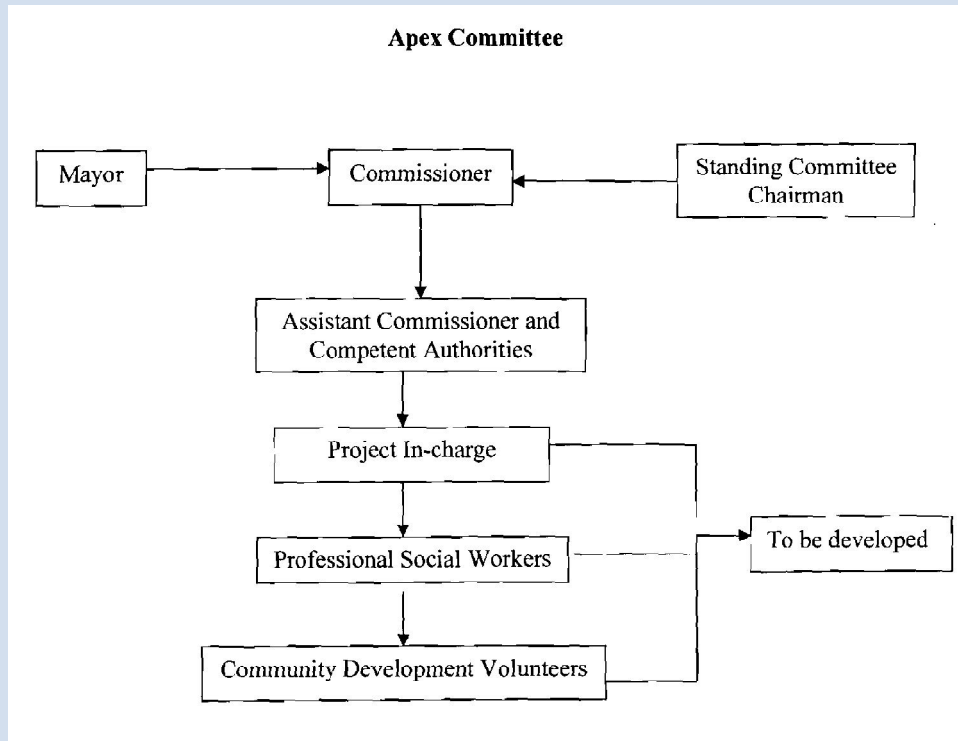 Apex Committee
Mayor
Commissioner
Standing Committee
Chairman
Assistant Commissioner and
Competent Authorities
Project In-charge
Professional Social Workers
To be developed
Community Development Volunteers